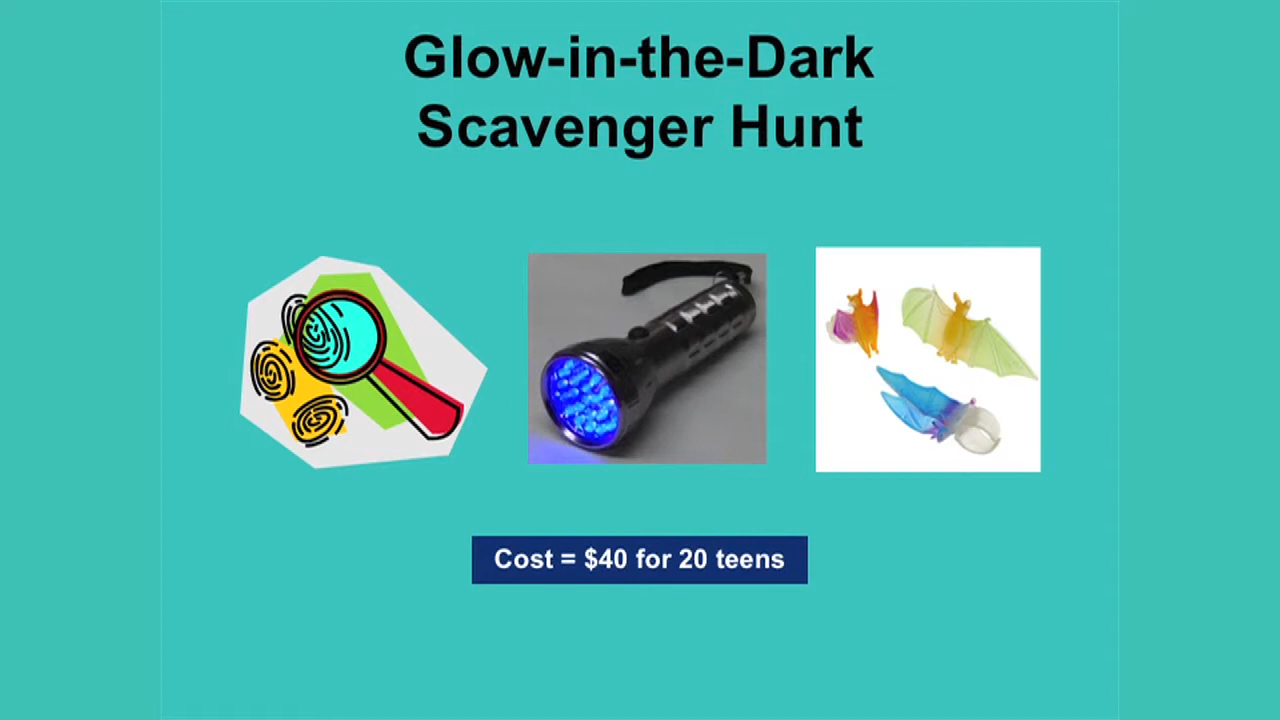 Glow-in-the-Dark
Scavenger Hunt
Cost = $40 for 20 teens